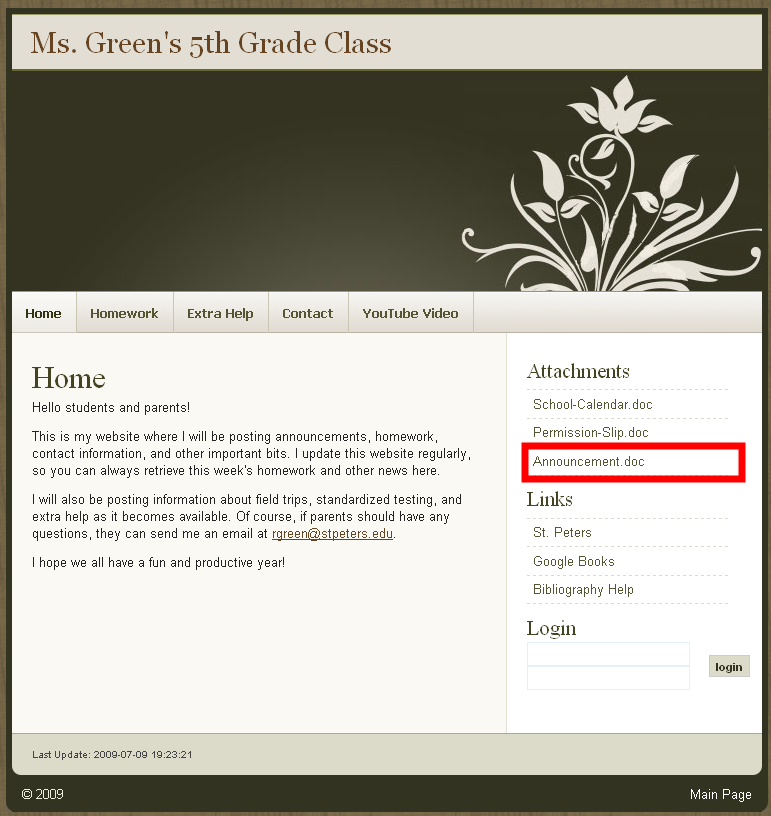 Ms. Green's 5th Grade Class
Home
Homework
Extra Help
Contact
YouTube Video
Home
Hello students and parents!
This is my website where I will be posting announcements, homework,
contact information, and other important bits. I update this website regularly,
so you can always retrieve this week's homework and other news here.
I will also be posting information about field trips, standardized testing, and
extra help as it becomes available. Of course, if parents should have any
questions, they can send me an email at rgreen@stpeters.edu.
I hope we all have a fun and productive year!
Attachments
School-Calendar.doc
Permission-Slip.doc
Announcement.doc
Links
St. Peters
Google Books
Bibliography Help
Login
login
Last Update: 2009-07-09 19:23:21
© 2009
Main Page